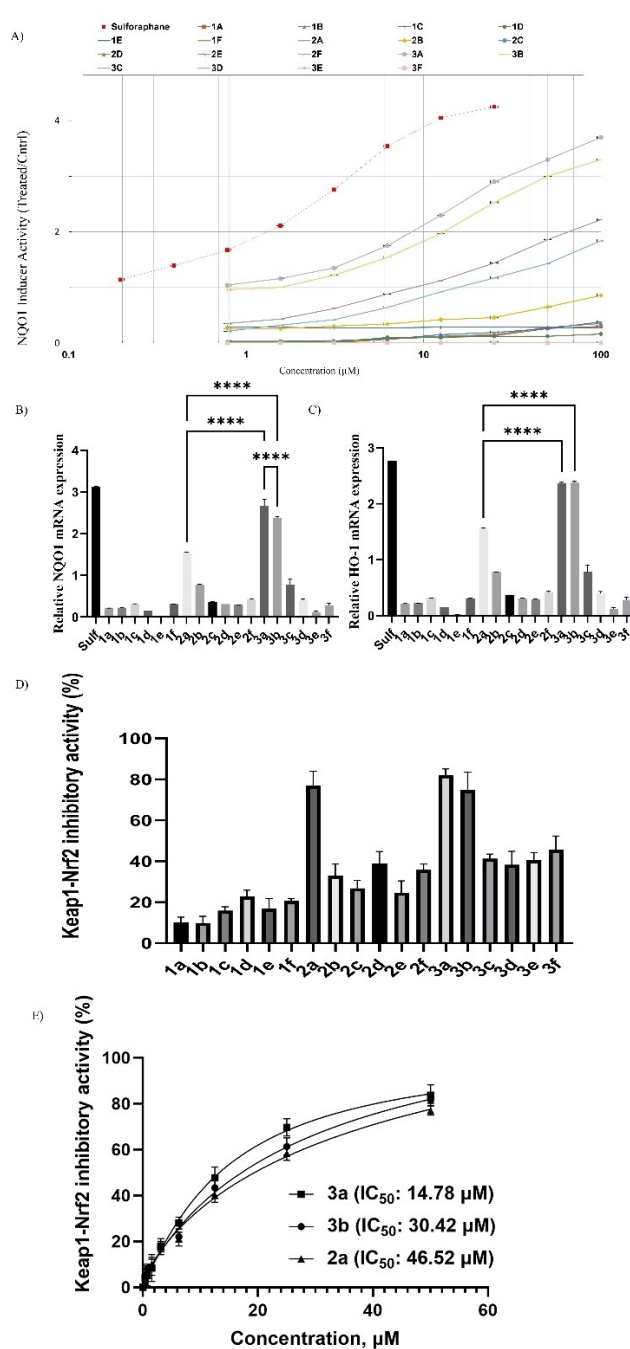 A)
Sulforaphane 1A 1B 1C 1D
1E 1F 2A 2B 2C
2D 2E 2F 3A 3B
3C 3D 3E 3F
NQO1 Inducer Activity (Treated/Cntrl)
4
2
0
0.1 1 10 100
Concentration (µM)
B)
**** 
****
****
Relative NQO1 mRNA expression
4
3
2
1
0
Sulf 1a 1b 1c 1d 1e 1f 2a 2b 2c 2d 2e 2f 3a 3b 3c 3d 3e 3f
C)
****
****
Relative HO-1 mRNA expression
3
2
1
0
Sulf 1a 1b 1c 1d 1e 1f 2a 2b 2c 2d 2e 2f 3a 3b 3c 3d 3e 3f
D)
Keap1-Nrf2 inhibitory activity (%)
100
80
60
40
20
0
1a 1b 1c 1d 1e 1f 2a 2b 2c 2d 2e 2f 3a 3b 3c 3d 3e 3f
E)
Keap1-Nrf2 inhibitory activity (%)
100
80
60
40
20
0
3a (IC50: 14.78 µM)
3b (IC50: 30.42 µM)
2a (IC50: 46.52 µM)
0 20 40 60
Concentration, µM